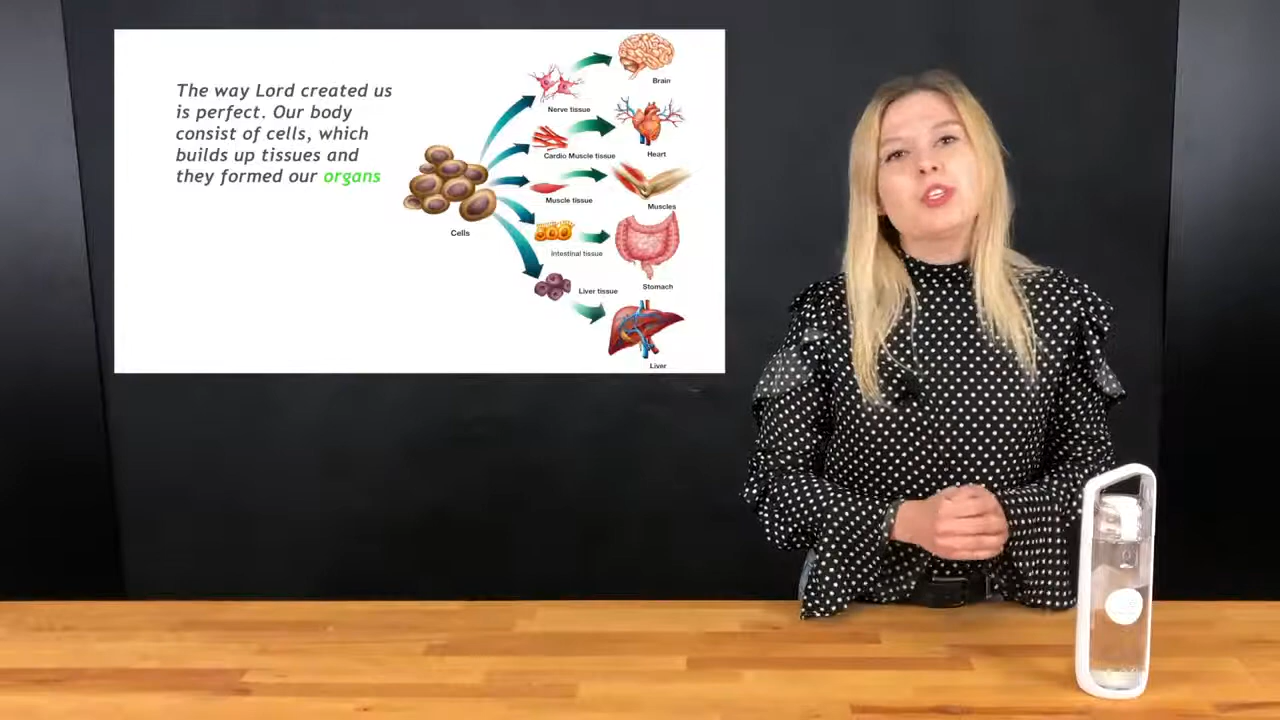 The way Lord created us
is perfect. Our body
consist of cells, which
builds up tissues and
they formed our organs
Brain
Nerve tissue
Heart
Cardio Muscle tissue
Muscles
Muscle tissue
Cells
Intestinal tissue
Stomach
Liver tissue
Liver